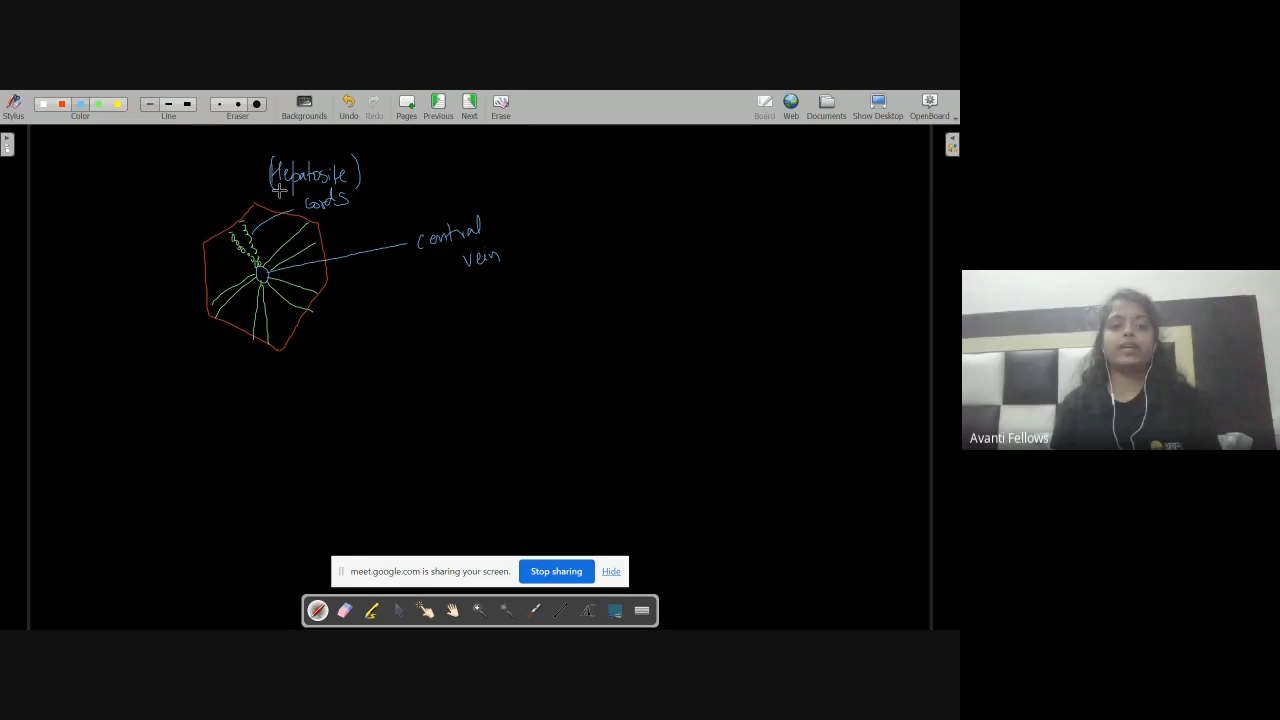 Stylus
Color
Line
Eraser
Backgrounds
Undo
Redo
Pages
Previous
Next
Erase
Board
Web
Documents
Show Desktop
OpenBoard
(Hepatosite)
cords
central
vein
Avanti Fellows
meet.google.com is sharing your screen.
Stop sharing
Hide